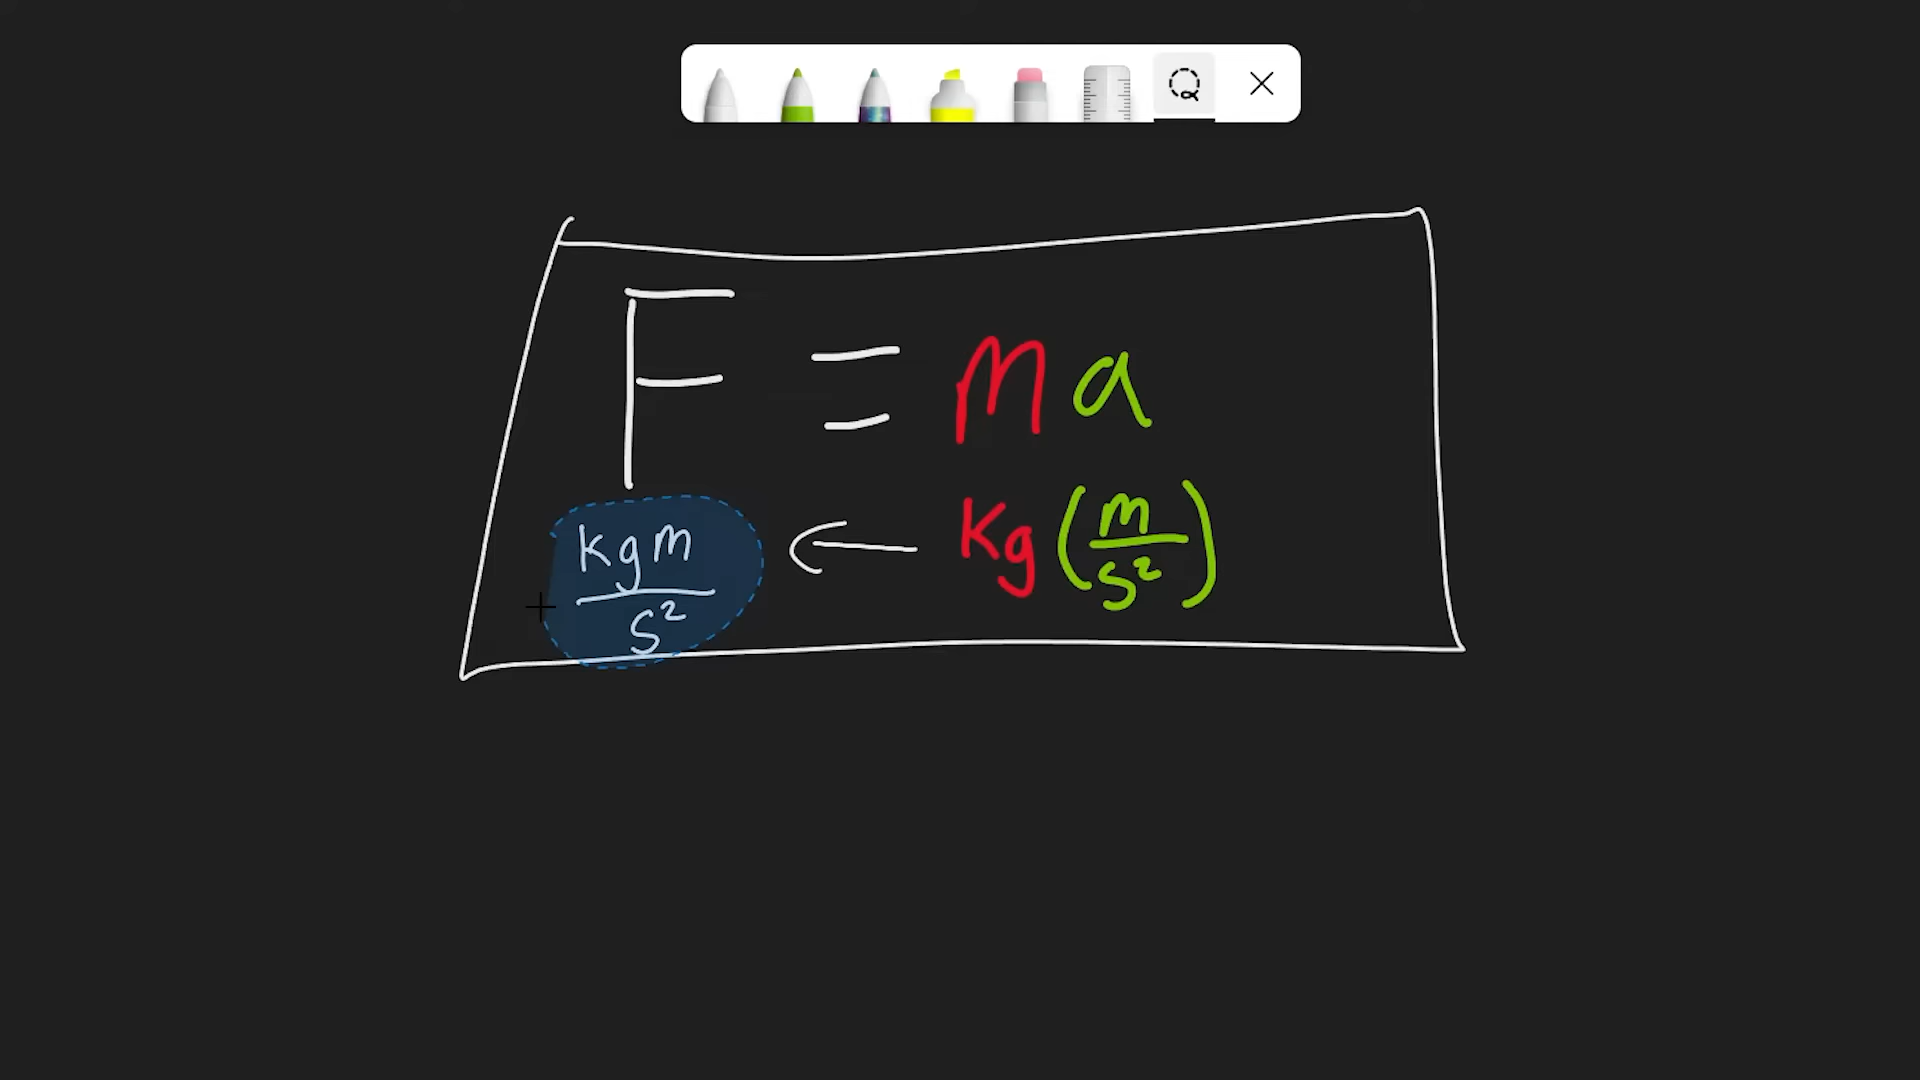 F = ma
kgm/s² ← Kg(m/s²)